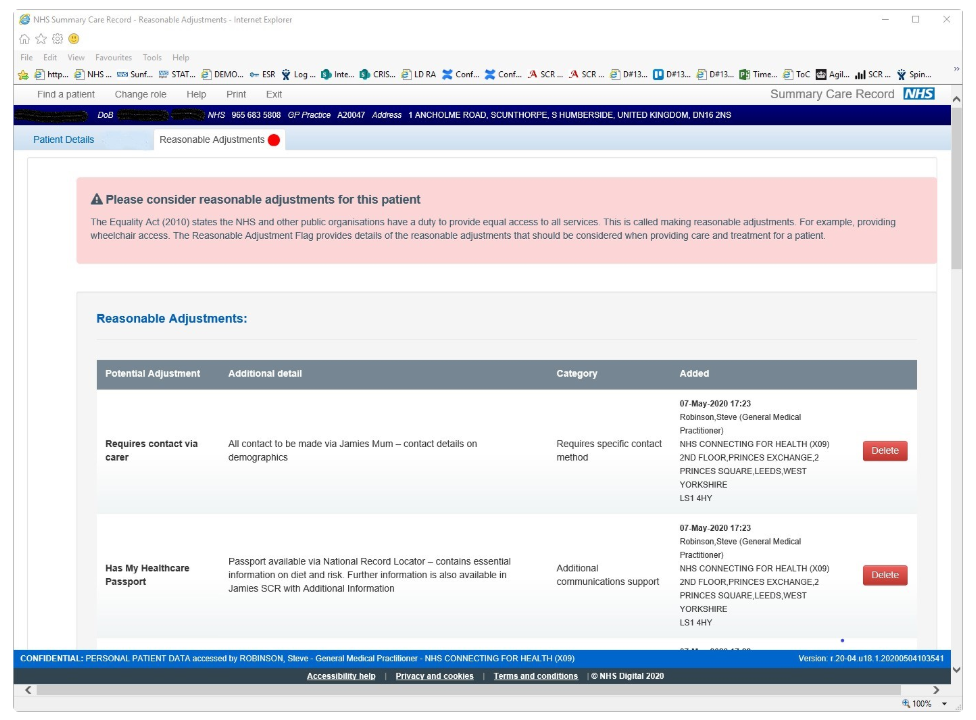 NHS Summary Care Record - Reasonable Adjustments - Internet Explorer
File Edit View Favourites Tools Help
http... NHS ... Sunf... STAT... DEMO... ESR Log ... Inte... CRIS... LD RA Conf... Conf... SCR ... SCR ... D#13... D#13... D#13... Time... ToC Agil... SCR ... Spin... »
Find a patient Change role Help Print Exit Summary Care Record NHS
DoB NHS 965 683 5808 GP Practice A20047 Address 1 ANCHOLME ROAD, SCUNTHORPE, S HUMBERSIDE, UNITED KINGDOM, DN16 2NS
Patient Details Reasonable Adjustments
Please consider reasonable adjustments for this patient
The Equality Act (2010) states the NHS and other public organisations have a duty to provide equal access to all services. This is called making reasonable adjustments. For example, providing
wheelchair access. The Reasonable Adjustment Flag provides details of the reasonable adjustments that should be considered when providing care and treatment for a patient.
Reasonable Adjustments:
Potential Adjustment Additional detail Category Added
07-May-2020 17:23
Robinson,Steve (General Medical
Practitioner)
Requires contact via All contact to be made via Jamies Mum – contact details on Requires specific contact NHS CONNECTING FOR HEALTH (X09) Delete
carer demographics method 2ND FLOOR,PRINCES EXCHANGE,2
PRINCES SQUARE,LEEDS,WEST
YORKSHIRE
LS1 4HY
07-May-2020 17:23
Robinson,Steve (General Medical
Practitioner)
Has My Healthcare Passport available via National Record Locator – contains essential Additional NHS CONNECTING FOR HEALTH (X09) Delete
Passport information on diet and risk. Further information is also available in communications support 2ND FLOOR,PRINCES EXCHANGE,2
Jamies SCR with Additional Information PRINCES SQUARE,LEEDS,WEST
YORKSHIRE
LS1 4HY
CONFIDENTIAL: PERSONAL PATIENT DATA accessed by ROBINSON, Steve - General Medical Practitioner - NHS CONNECTING FOR HEALTH (X09) Version: r.20-04.u18.1.20200504103541
Accessibility help | Privacy and cookies | Terms and conditions | © NHS Digital 2020
100%